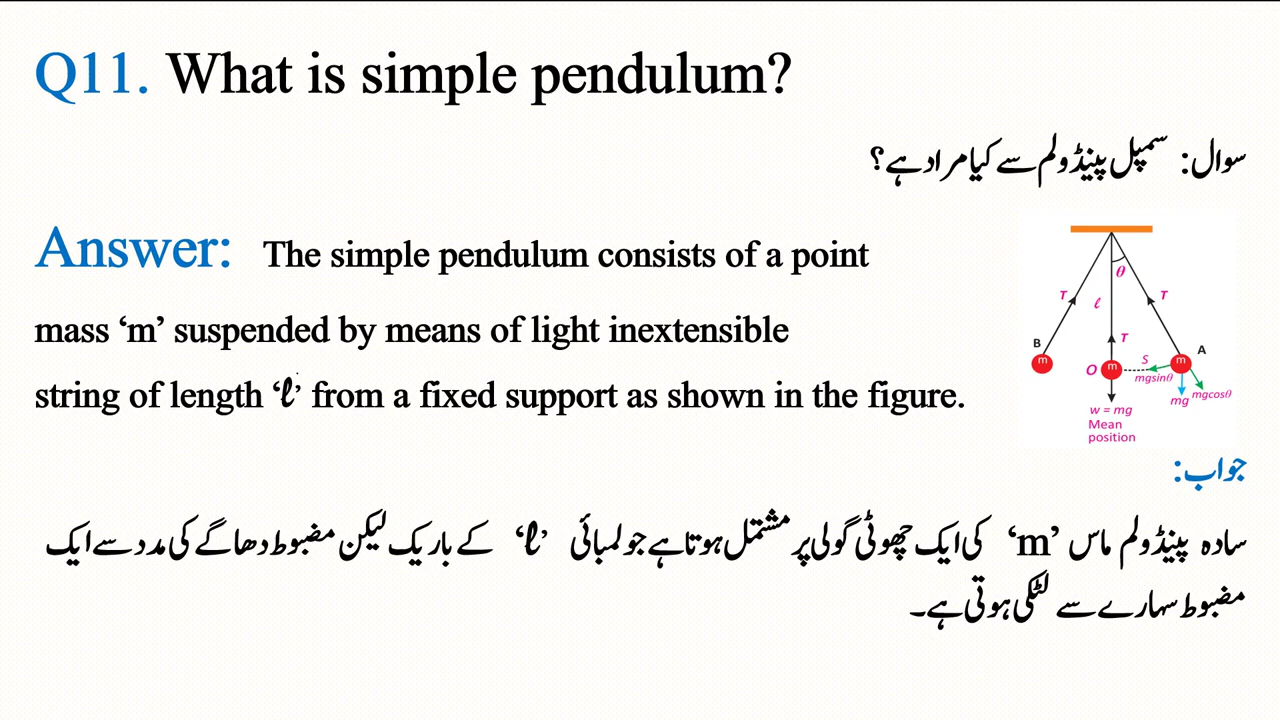 Q11. What is simple pendulum?
سوال: سمپل پینڈولم سے کیا مراد ہے؟
Answer: The simple pendulum consists of a point
mass ‘m’ suspended by means of light inextensible
string of length ‘ℓ’ from a fixed support as shown in the figure.
θ
T
ℓ
T
T
B
m
O
m
S
mgsinθ
m
A
mg
mgcosθ
w = mg
Mean
position
جواب:
سادہ پینڈولم ماس ‘m’ کی ایک چھوٹی گولی پر مشتمل ہوتا ہے جو لمبائی ‘ℓ’ کے باریک لیکن مضبوط دھاگے کی مدد سے ایک
مضبوط سہارے سے لٹکی ہوتی ہے۔